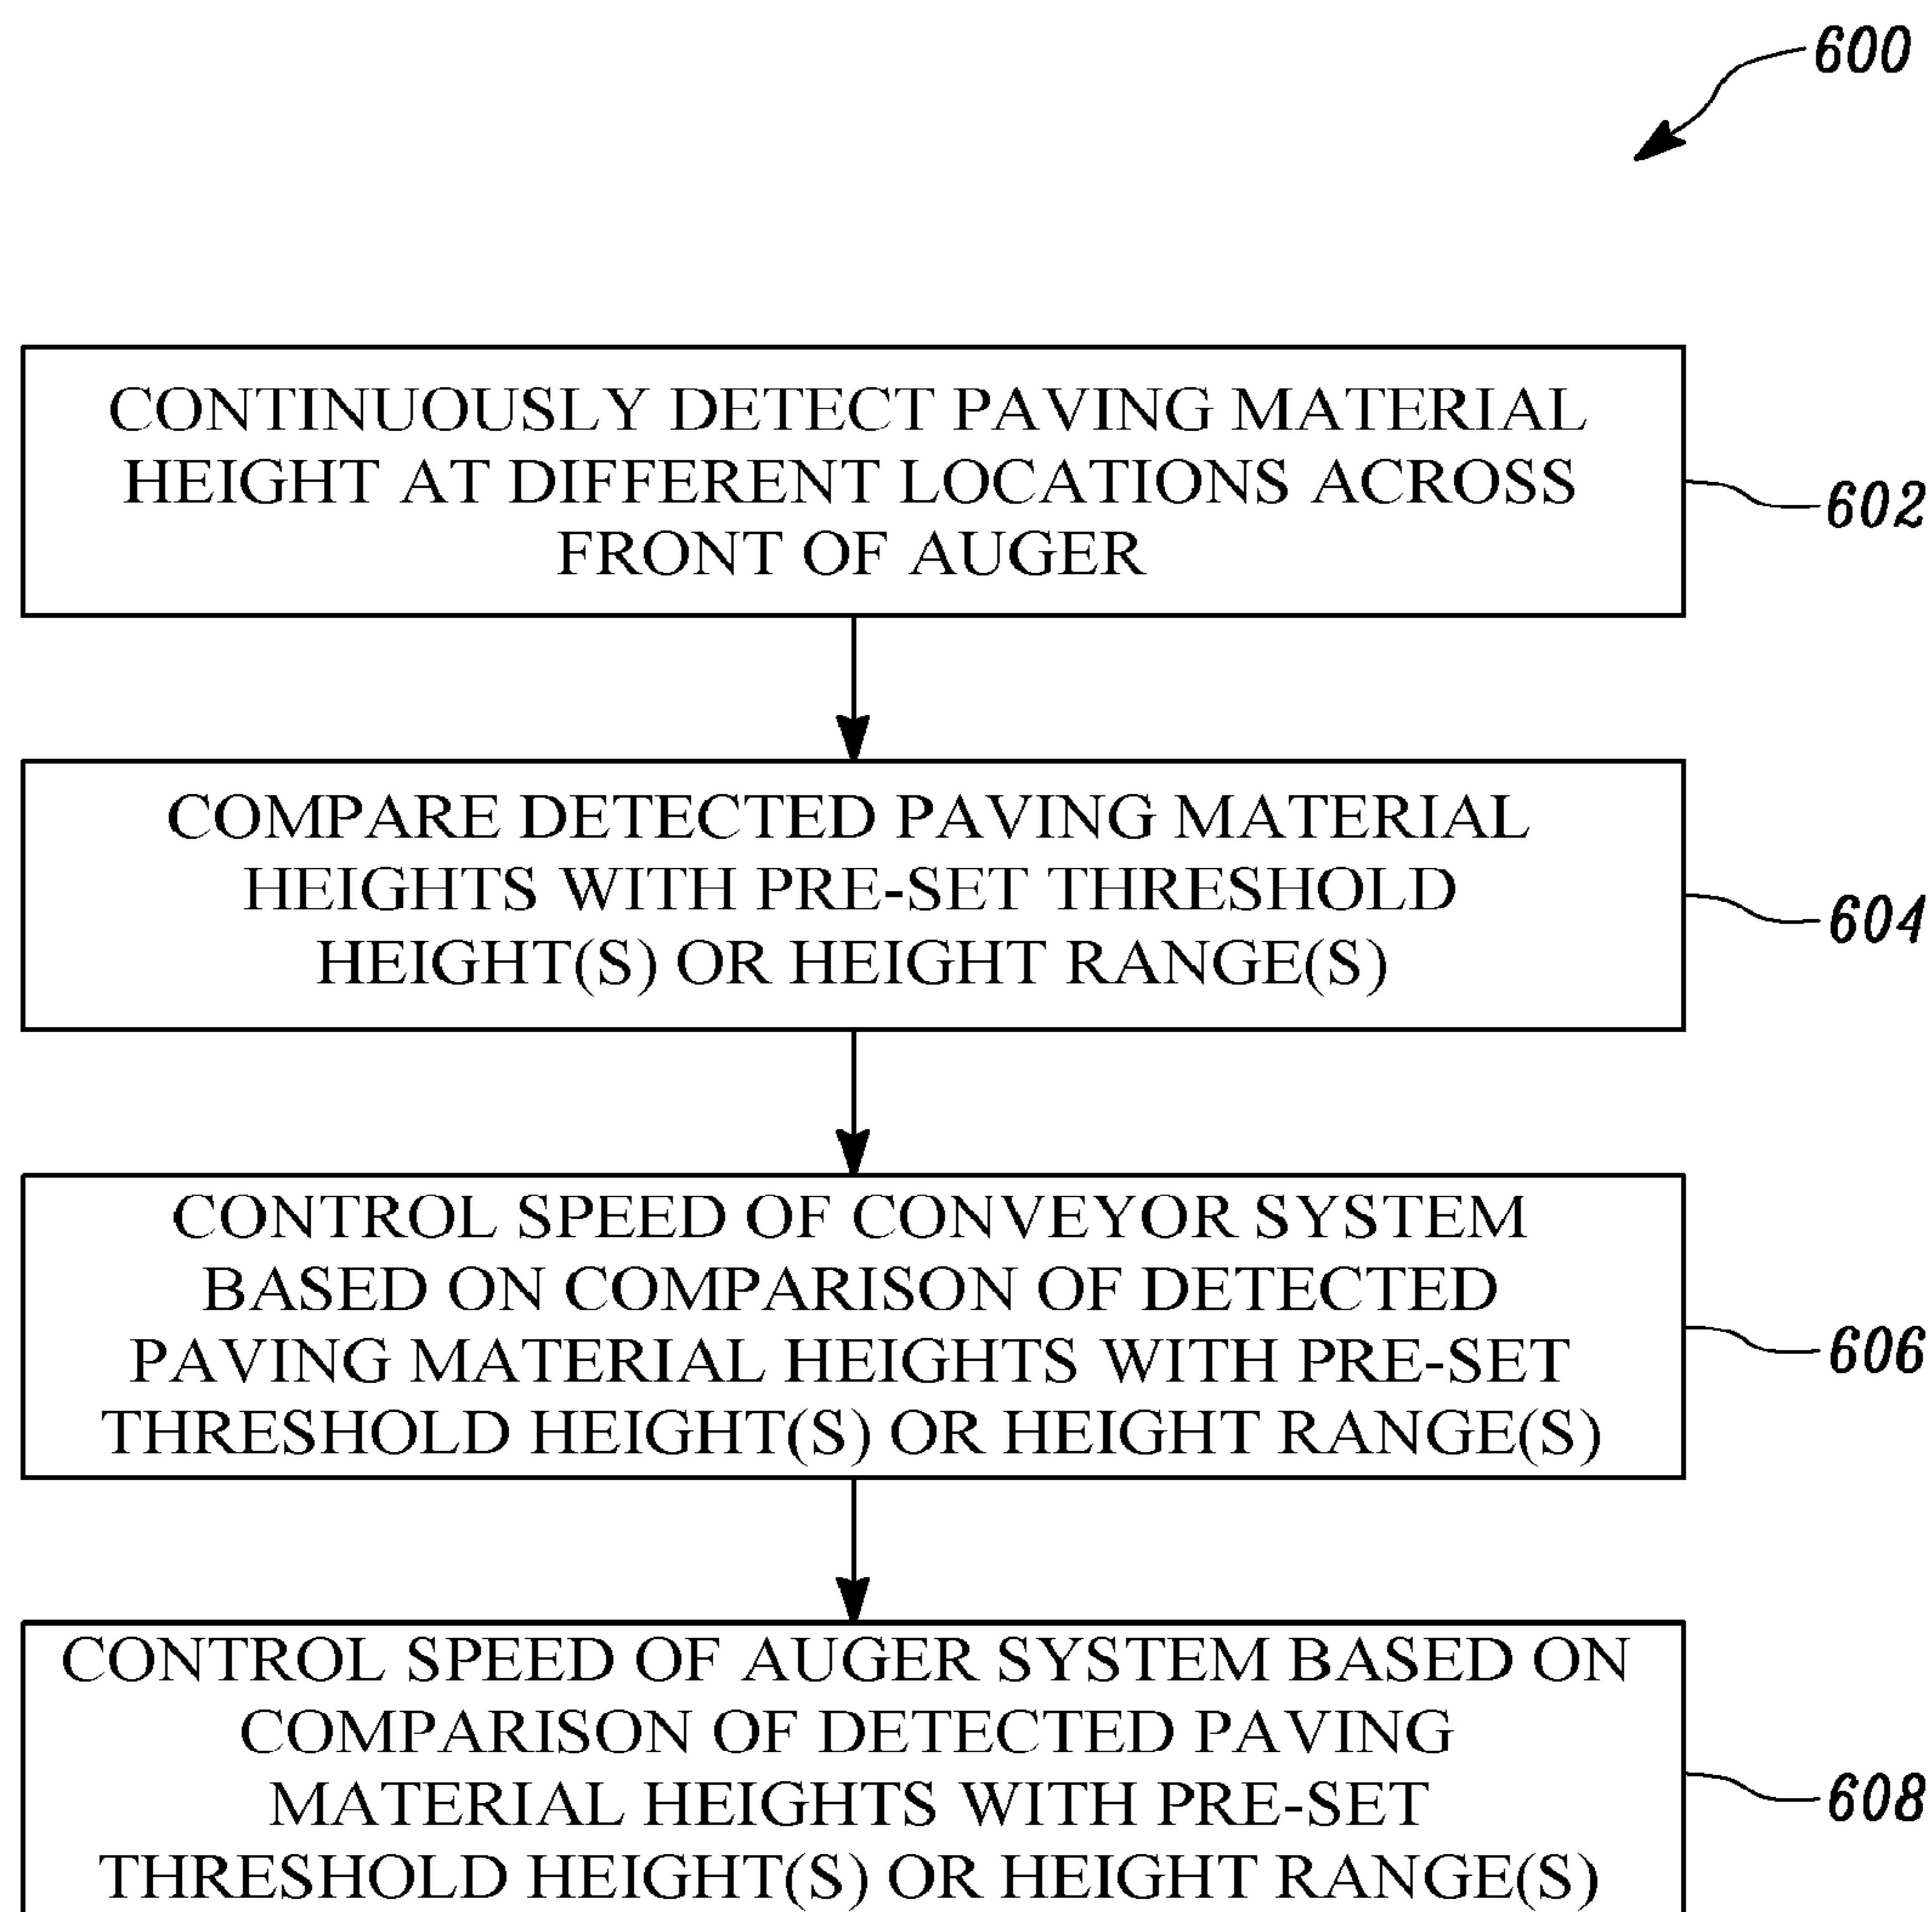 600
CONTINUOUSLY DETECT PAVING MATERIAL
HEIGHT AT DIFFERENT LOCATIONS ACROSS
FRONT OF AUGER
602
COMPARE DETECTED PAVING MATERIAL
HEIGHTS WITH PRE-SET THRESHOLD
HEIGHT(S) OR HEIGHT RANGE(S)
604
CONTROL SPEED OF CONVEYOR SYSTEM
BASED ON COMPARISON OF DETECTED
PAVING MATERIAL HEIGHTS WITH PRE-SET
THRESHOLD HEIGHT(S) OR HEIGHT RANGE(S)
606
CONTROL SPEED OF AUGER SYSTEM BASED ON
COMPARISON OF DETECTED PAVING
MATERIAL HEIGHTS WITH PRE-SET
THRESHOLD HEIGHT(S) OR HEIGHT RANGE(S)
608